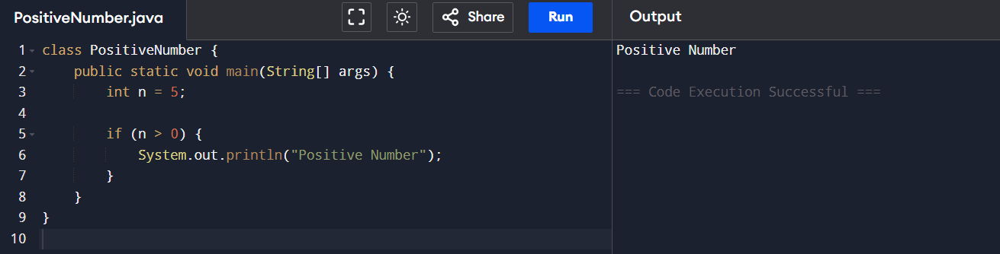 PositiveNumber.java
Share
Run
Output
1 class PositiveNumber {
2     public static void main(String[] args) {
3         int n = 5;
4
5         if (n > 0) {
6             System.out.println("Positive Number");
7         }
8     }
9 }
10
Positive Number
=== Code Execution Successful ===